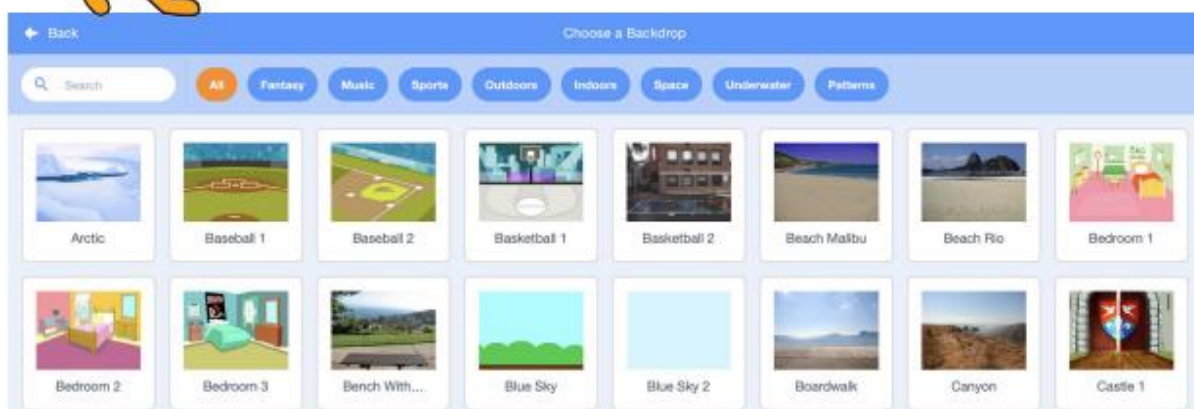 Back Choose a Backdrop
Search All Fantasy Music Sports Outdoors Indoors Space Underwater Patterns
Arctic Baseball 1 Baseball 2 Basketball 1 Basketball 2 Beach Malibu Beach Rio Bedroom 1
Bedroom 2 Bedroom 3 Bench With... Blue Sky Blue Sky 2 Boardwalk Canyon Castle 1